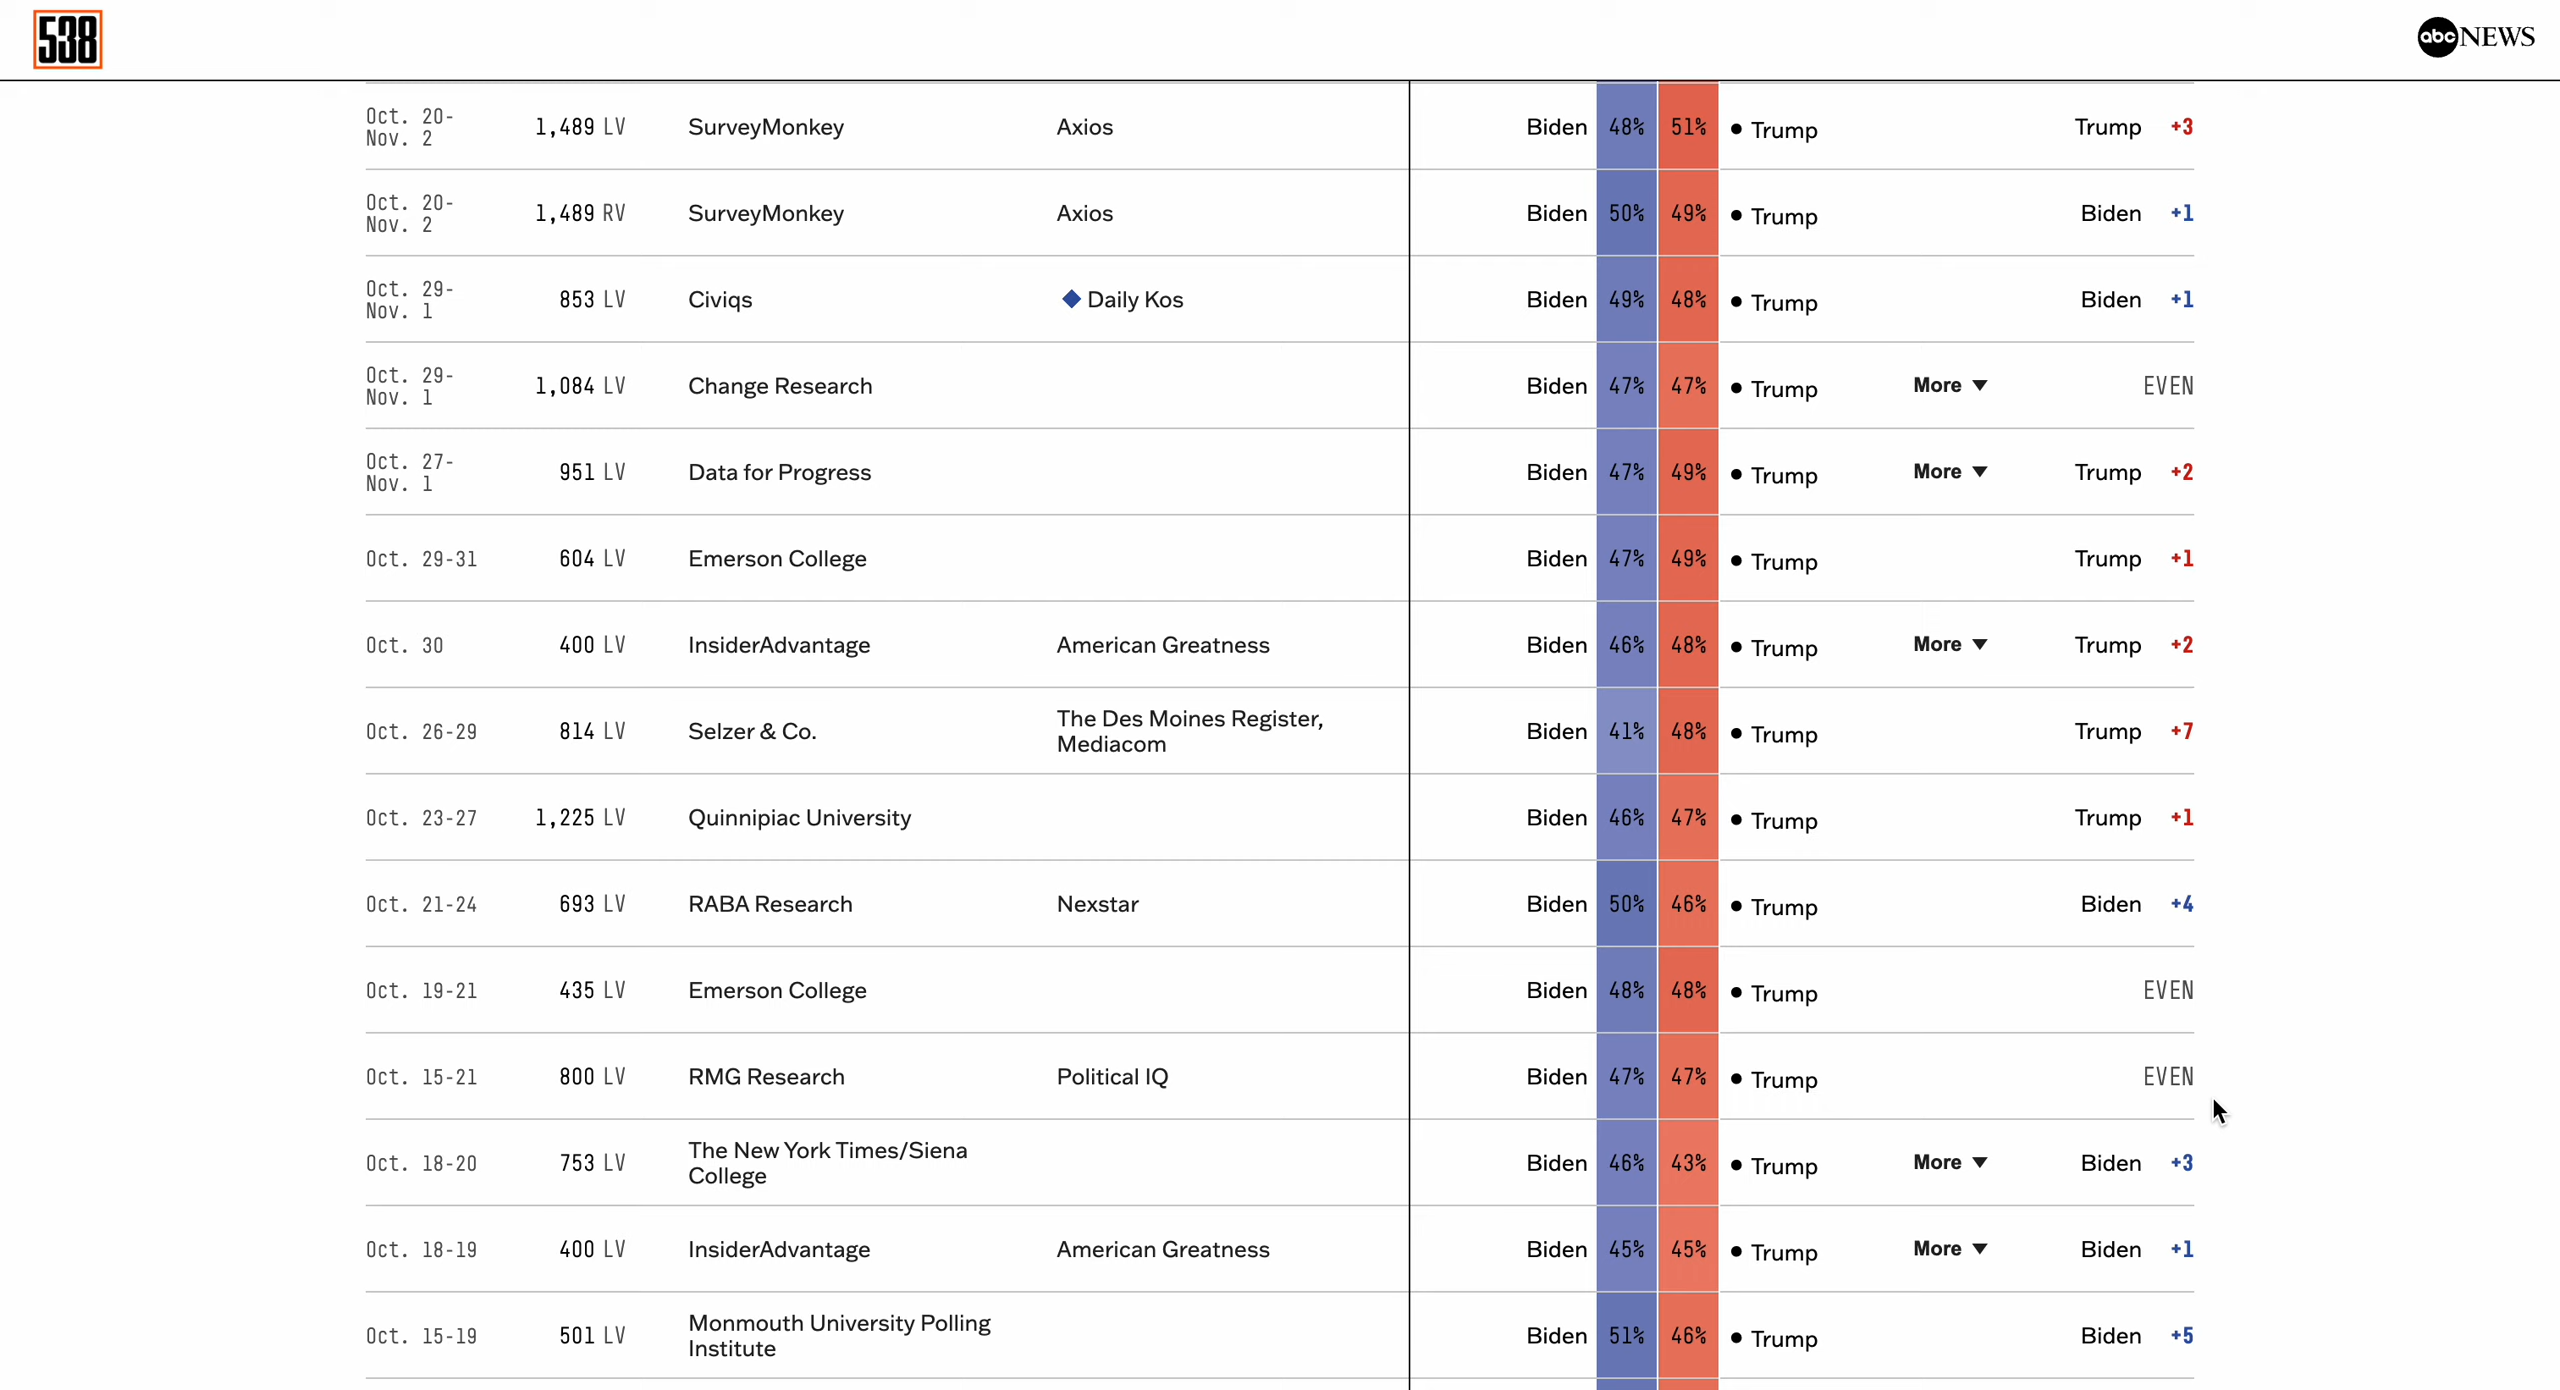 538
abc NEWS
Oct. 20-
Nov. 2
1,489 LV SurveyMonkey Axios Biden 48% 51% ● Trump Trump +3
Oct. 20-
Nov. 2
1,489 RV SurveyMonkey Axios Biden 50% 49% ● Trump Biden +1
Oct. 29-
Nov. 1
853 LV Civiqs ◆ Daily Kos Biden 49% 48% ● Trump Biden +1
Oct. 29-
Nov. 1
1,084 LV Change Research Biden 47% 47% ● Trump More ▼ EVEN
Oct. 27-
Nov. 1
951 LV Data for Progress Biden 47% 49% ● Trump More ▼ Trump +2
Oct. 29-31 604 LV Emerson College Biden 47% 49% ● Trump Trump +1
Oct. 30 400 LV InsiderAdvantage American Greatness Biden 46% 48% ● Trump More ▼ Trump +2
Oct. 26-29 814 LV Selzer & Co. The Des Moines Register,
Mediacom
Biden 41% 48% ● Trump Trump +7
Oct. 23-27 1,225 LV Quinnipiac University Biden 46% 47% ● Trump Trump +1
Oct. 21-24 693 LV RABA Research Nexstar Biden 50% 46% ● Trump Biden +4
Oct. 19-21 435 LV Emerson College Biden 48% 48% ● Trump EVEN
Oct. 15-21 800 LV RMG Research Political IQ Biden 47% 47% ● Trump EVEN
Oct. 18-20 753 LV The New York Times/Siena
College
Biden 46% 43% ● Trump More ▼ Biden +3
Oct. 18-19 400 LV InsiderAdvantage American Greatness Biden 45% 45% ● Trump More ▼ Biden +1
Oct. 15-19 501 LV Monmouth University Polling
Institute
Biden 51% 46% ● Trump Biden +5